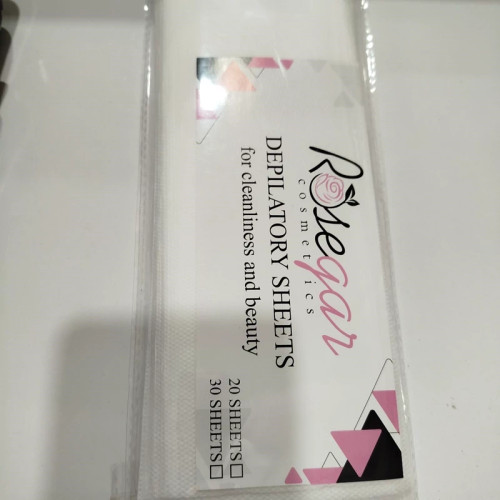 Rosegar
cosmetics
DEPILATORY SHEETS
for cleanliness and beauty
20 SHEETS
30 SHEETS